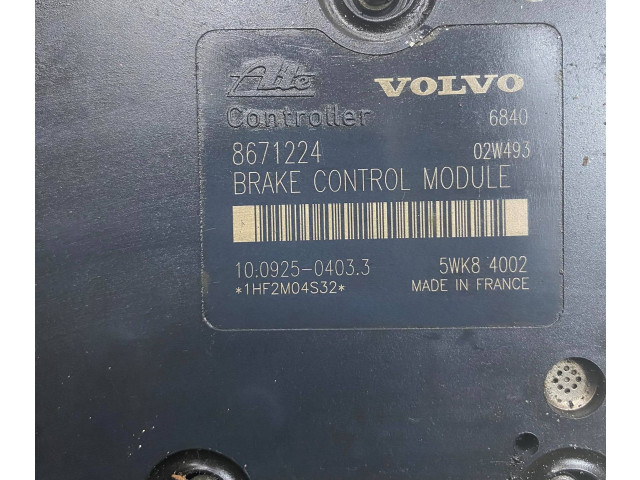 Ate VOLVO
Controller 6840
8671224 02W493
BRAKE CONTROL MODULE
10.0925-0403.3 5WK8 4002
*1HF2M04S32* MADE IN FRANCE